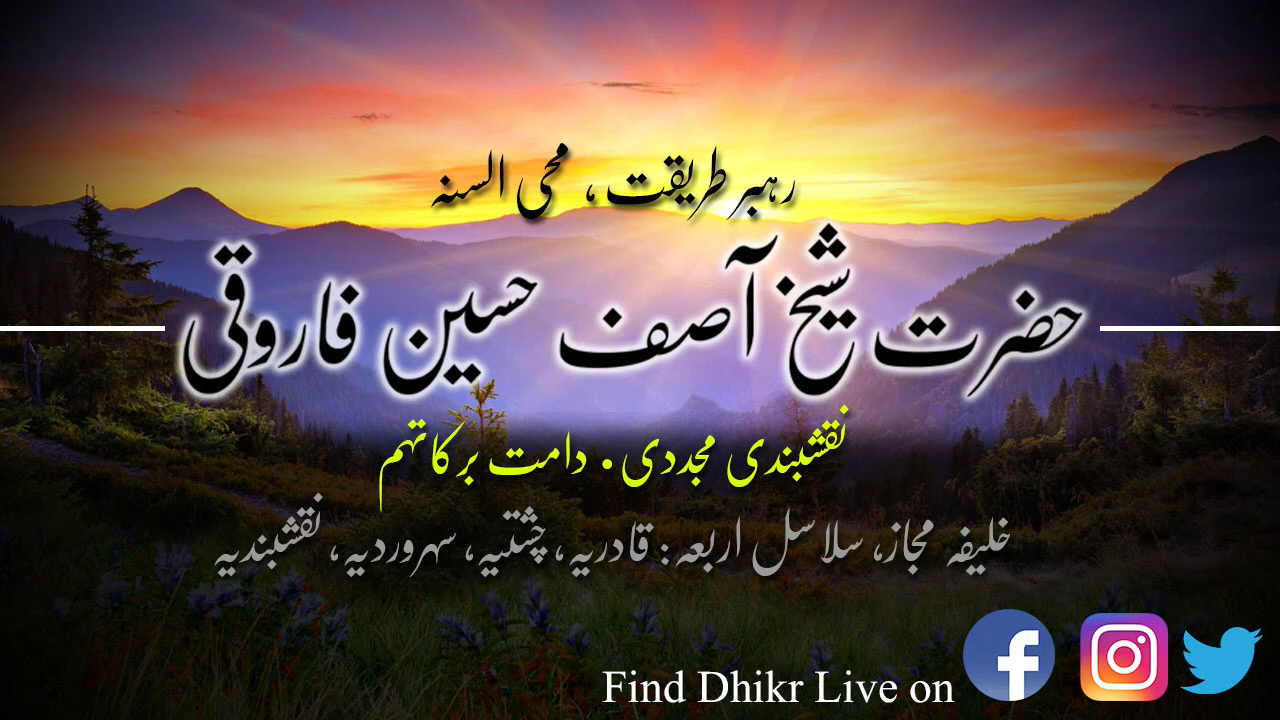 رہبر طریقت، محی السنہ
حضرت شیخ آصف حسین فاروقی
نقشبندی مجددی. دامت برکاتہم
خلیفہ مجاز، سلاسل اربعہ: قادریہ، چشتیہ، سہروردیہ، نقشبندیہ
Find Dhikr Live on